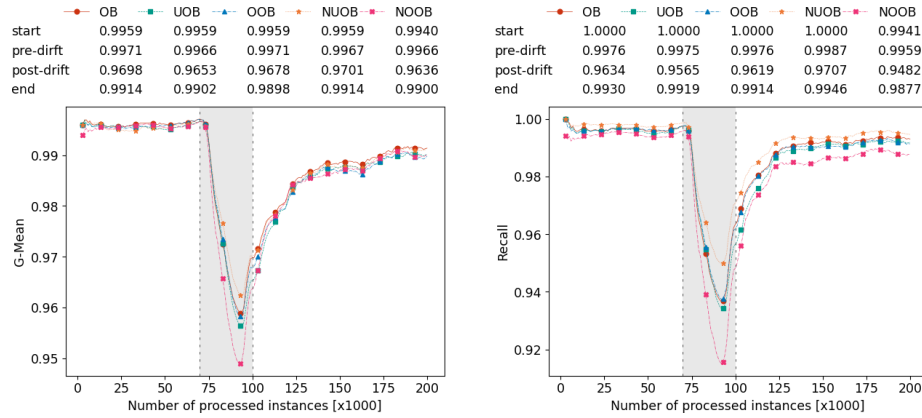 OB UOB OOB NUOB NOOB
start 0.9959 0.9959 0.9959 0.9959 0.9940
pre-dirft 0.9971 0.9966 0.9971 0.9967 0.9966
post-drift 0.9698 0.9653 0.9678 0.9701 0.9636
end 0.9914 0.9902 0.9898 0.9914 0.9900
0.99
0.98
0.97
0.96
0.95
G-Mean
0 25 50 75 100 125 150 175 200
Number of processed instances [x1000]
OB UOB OOB NUOB NOOB
start 1.0000 1.0000 1.0000 1.0000 0.9941
pre-dirft 0.9976 0.9975 0.9976 0.9987 0.9959
post-drift 0.9634 0.9565 0.9619 0.9707 0.9482
end 0.9930 0.9919 0.9914 0.9946 0.9877
1.00
0.98
0.96
0.94
0.92
Recall
0 25 50 75 100 125 150 175 200
Number of processed instances [x1000]